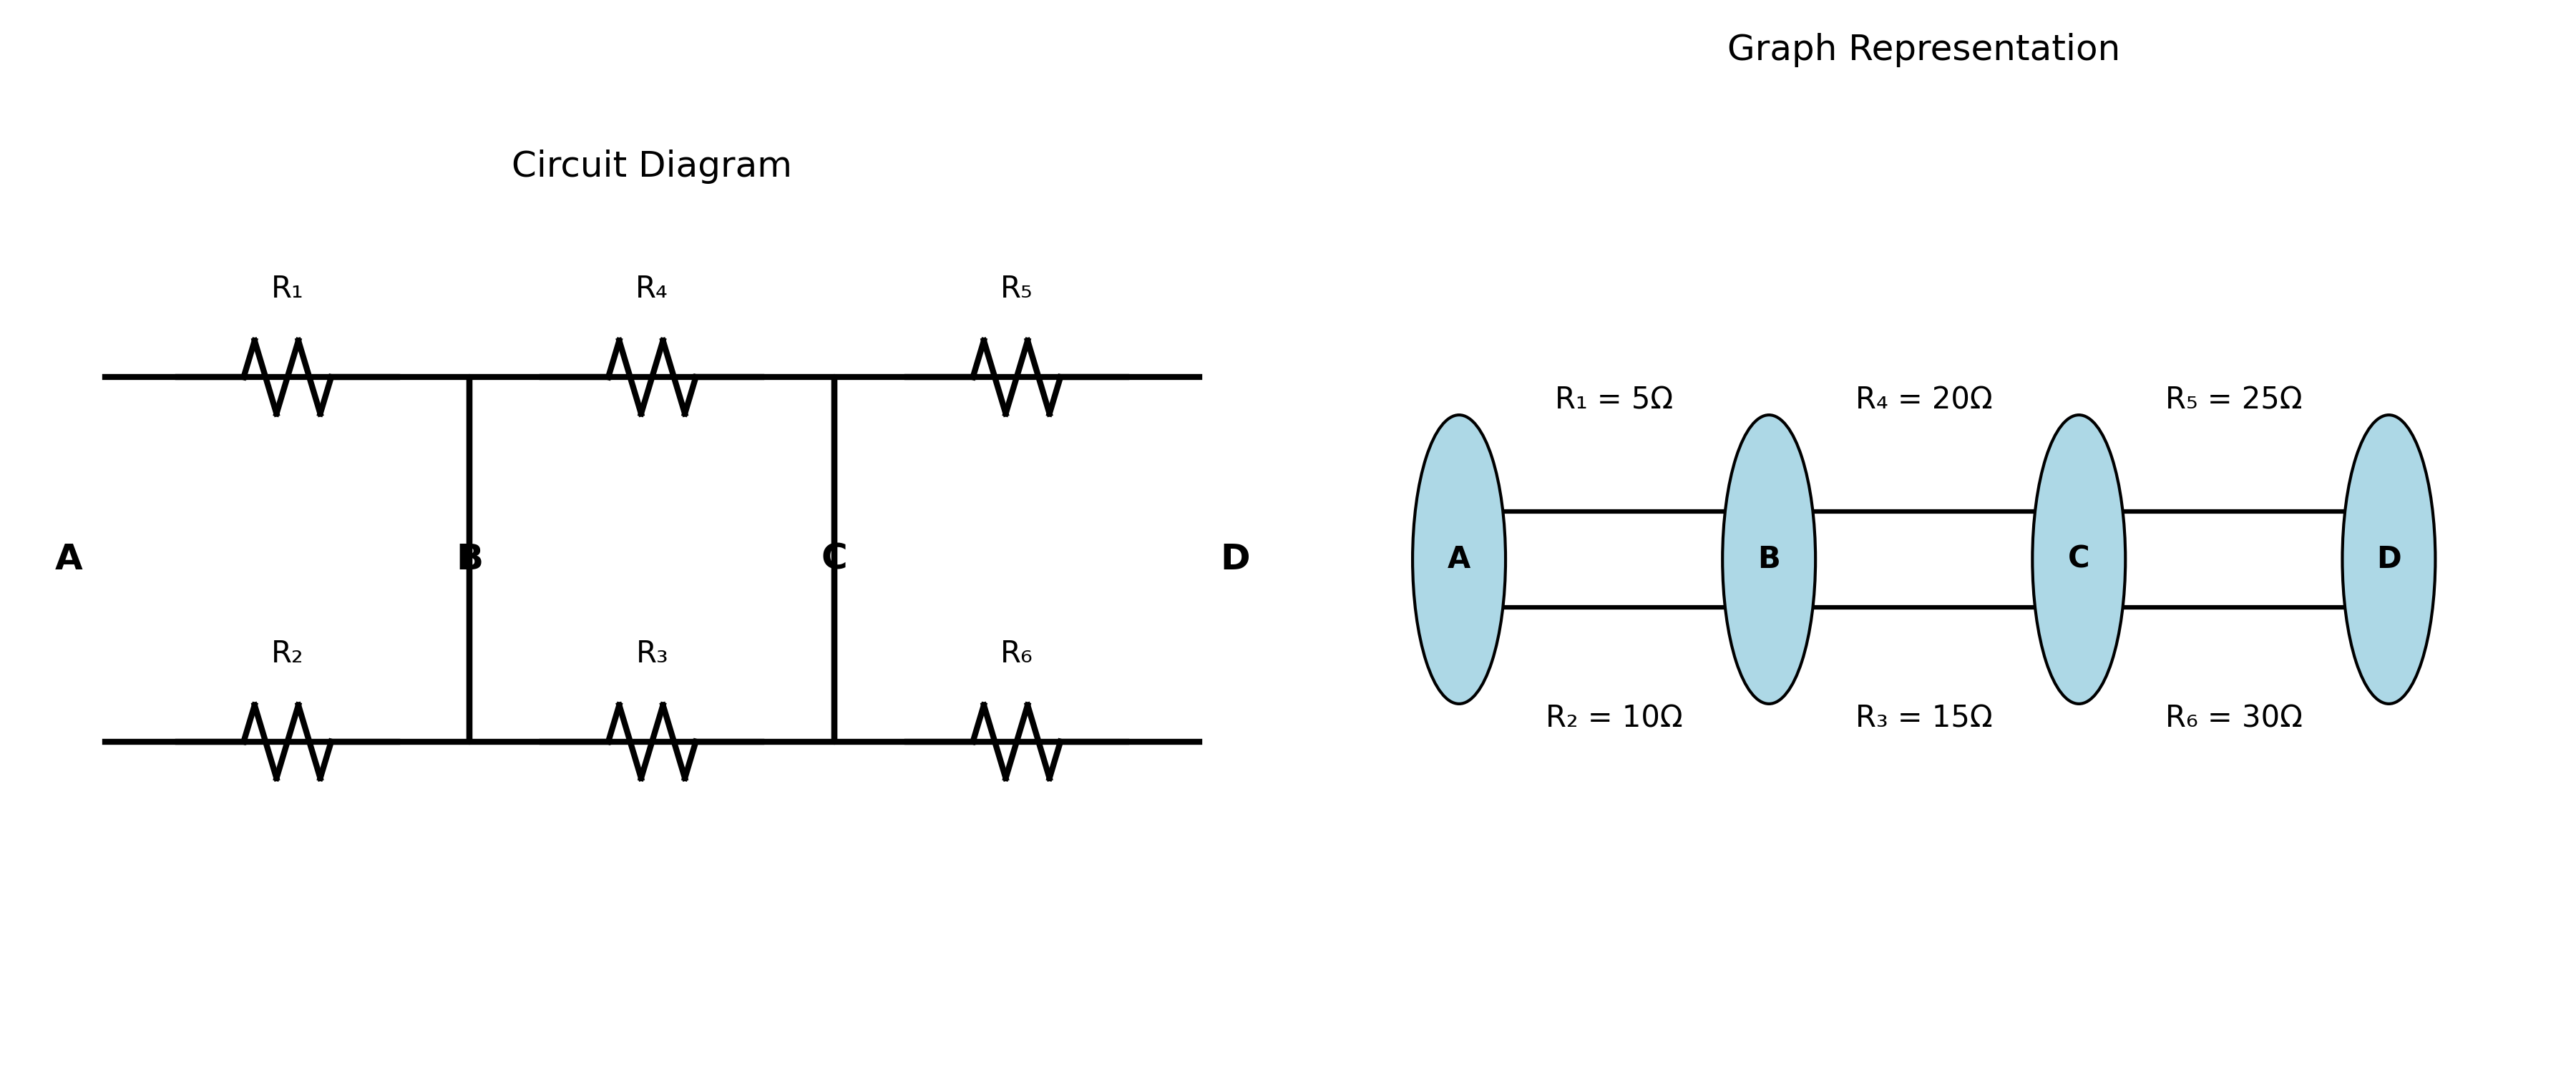 Graph Representation
Circuit Diagram
R₁ R₄ R₅
A B C D
R₂ R₃ R₆
R₁ = 5Ω R₄ = 20Ω R₅ = 25Ω
A B C D
R₂ = 10Ω R₃ = 15Ω R₆ = 30Ω